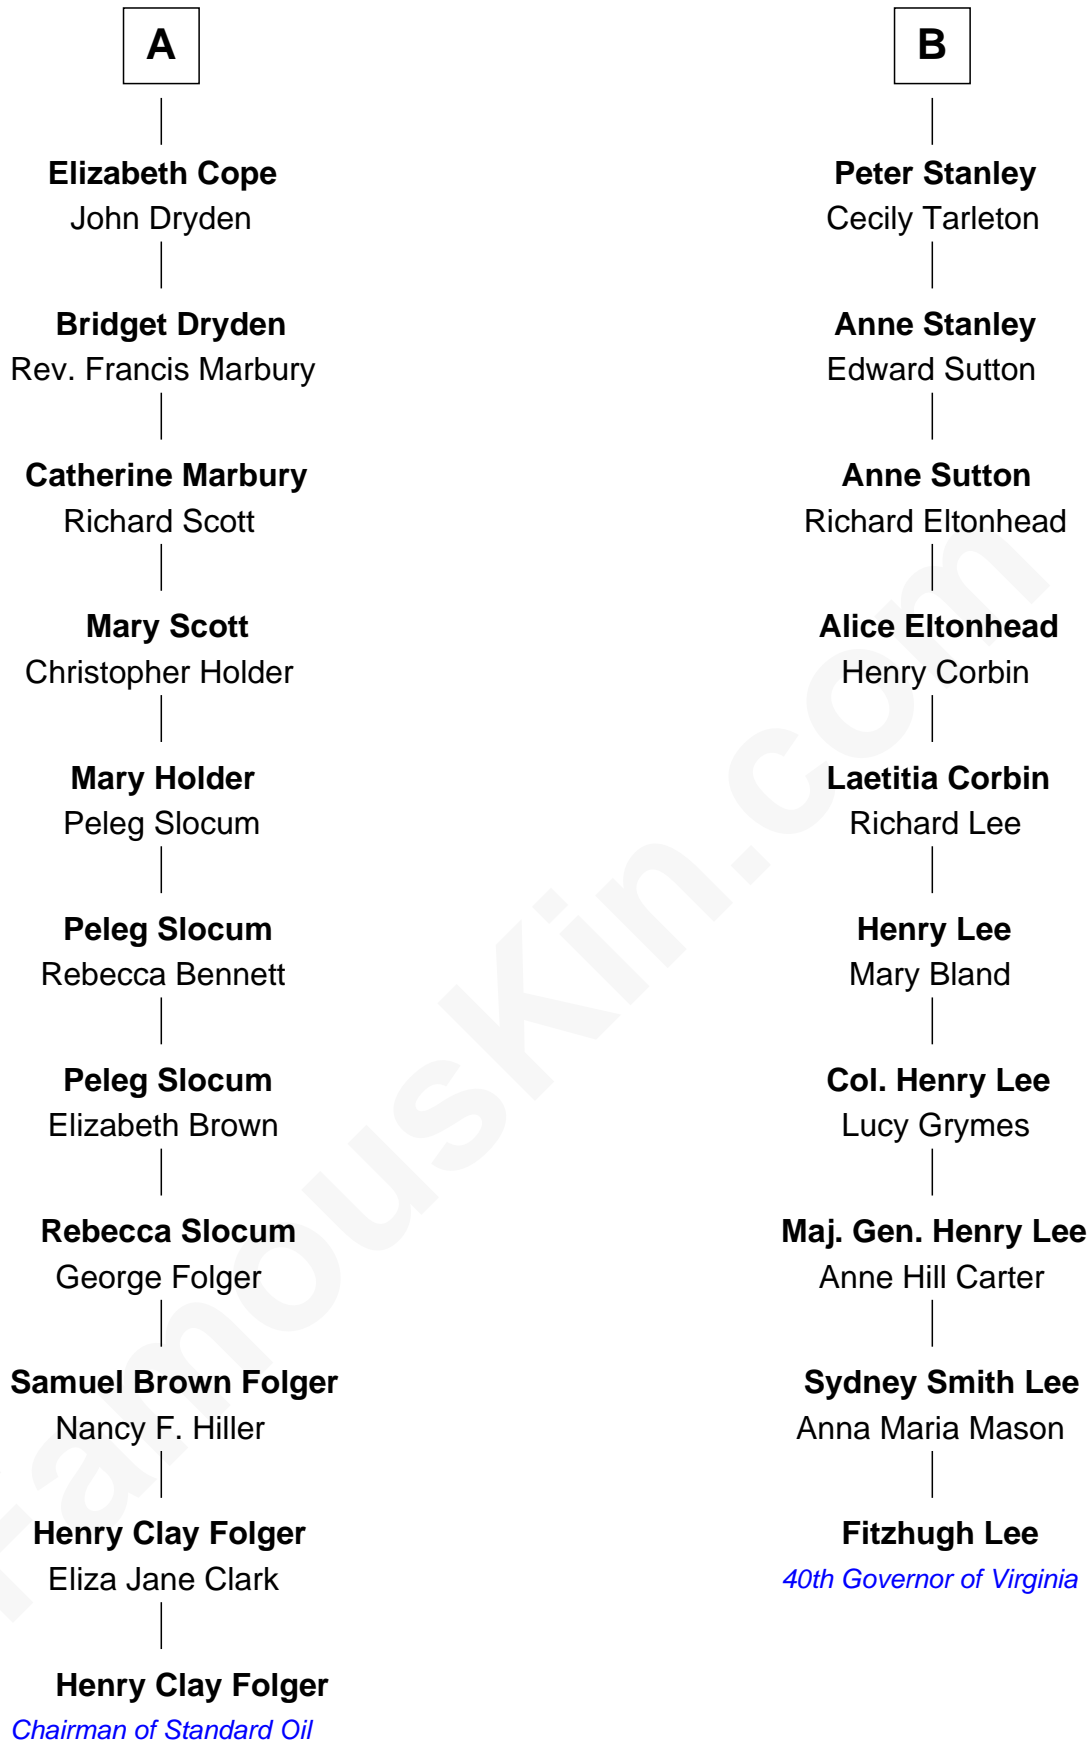 A
Elizabeth Cope
John Dryden
Bridget Dryden
Rev. Francis Marbury
Catherine Marbury
Richard Scott
Mary Scott
Christopher Holder
Mary Holder
Peleg Slocum
Peleg Slocum
Rebecca Bennett
Peleg Slocum
Elizabeth Brown
Rebecca Slocum
George Folger
Samuel Brown Folger
Nancy F. Hiller
Henry Clay Folger
Eliza Jane Clark
Henry Clay Folger
Chairman of Standard Oil
B
Peter Stanley
Cecily Tarleton
Anne Stanley
Edward Sutton
Anne Sutton
Richard Eltonhead
Alice Eltonhead
Henry Corbin
Laetitia Corbin
Richard Lee
Henry Lee
Mary Bland
Col. Henry Lee
Lucy Grymes
Maj. Gen. Henry Lee
Anne Hill Carter
Sydney Smith Lee
Anna Maria Mason
Fitzhugh Lee
40th Governor of Virginia
FamousKin.com